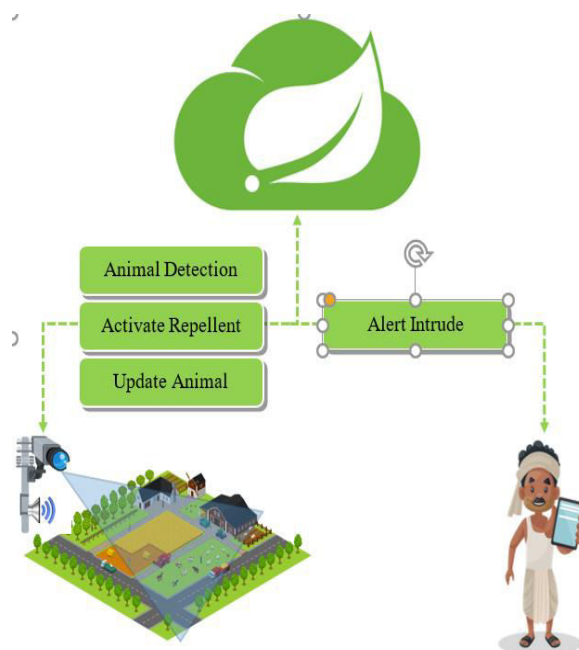 Animal Detection
Activate Repellent
Alert Intrude
Update Animal